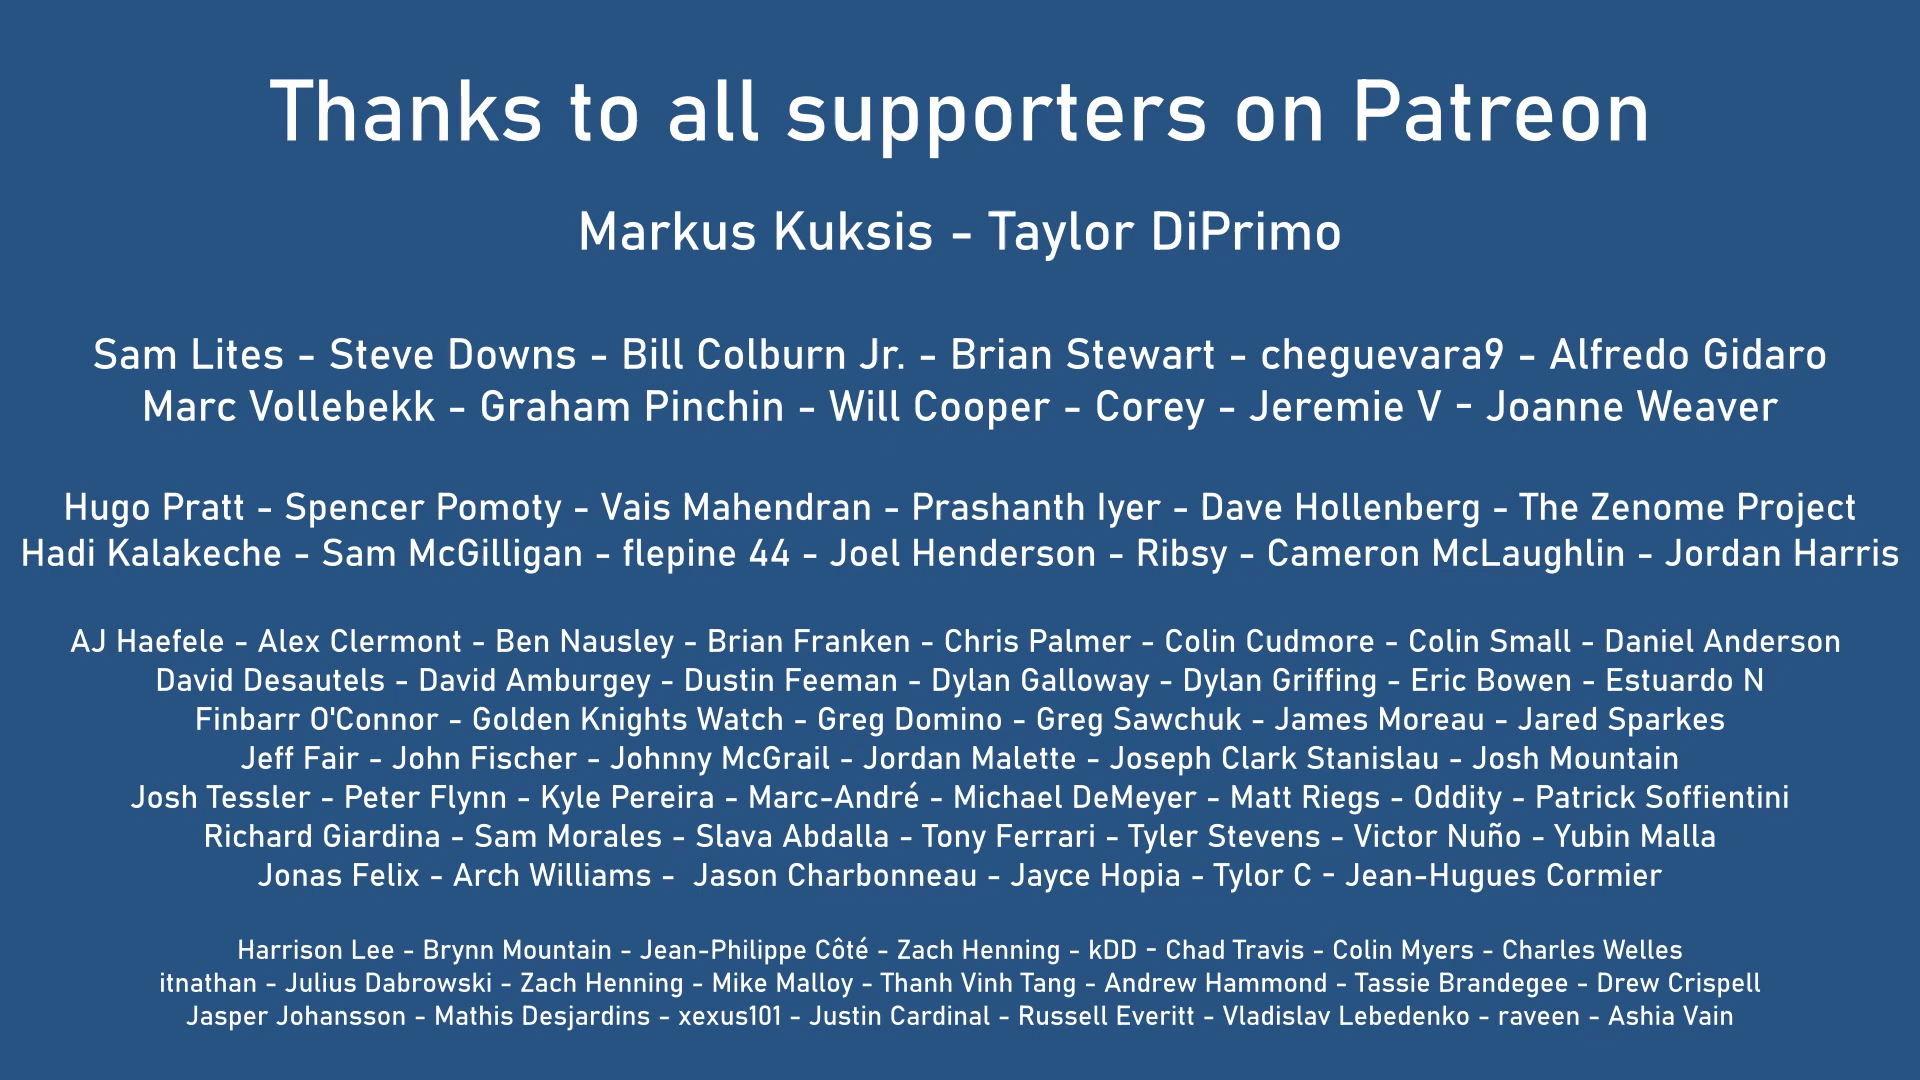 Thanks to all supporters on Patreon
Markus Kuksis - Taylor DiPrimo
Sam Lites - Steve Downs - Bill Colburn Jr. - Brian Stewart - cheguevara9 - Alfredo Gidaro
Marc Vollebekk - Graham Pinchin - Will Cooper - Corey - Jeremie V - Joanne Weaver
Hugo Pratt - Spencer Pomoty - Vais Mahendran - Prashanth Iyer - Dave Hollenberg - The Zenome Project
Hadi Kalakeche - Sam McGilligan - flepine 44 - Joel Henderson - Ribsy - Cameron McLaughlin - Jordan Harris
AJ Haefele - Alex Clermont - Ben Nausley - Brian Franken - Chris Palmer - Colin Cudmore - Colin Small - Daniel Anderson
David Desautels - David Amburgey - Dustin Feeman - Dylan Galloway - Dylan Griffing - Eric Bowen - Estuardo N
Finbarr O'Connor - Golden Knights Watch - Greg Domino - Greg Sawchuk - James Moreau - Jared Sparkes
Jeff Fair - John Fischer - Johnny McGrail - Jordan Malette - Joseph Clark Stanislau - Josh Mountain
Josh Tessler - Peter Flynn - Kyle Pereira - Marc-André - Michael DeMeyer - Matt Riegs - Oddity - Patrick Soffientini
Richard Giardina - Sam Morales - Slava Abdalla - Tony Ferrari - Tyler Stevens - Victor Nuño - Yubin Malla
Jonas Felix - Arch Williams -  Jason Charbonneau - Jayce Hopia - Tylor C - Jean-Hugues Cormier
Harrison Lee - Brynn Mountain - Jean-Philippe Côté - Zach Henning - kDD - Chad Travis - Colin Myers - Charles Welles
itnathan - Julius Dabrowski - Zach Henning - Mike Malloy - Thanh Vinh Tang - Andrew Hammond - Tassie Brandegee - Drew Crispell
Jasper Johansson - Mathis Desjardins - xexus101 - Justin Cardinal - Russell Everitt - Vladislav Lebedenko - raveen - Ashia Vain